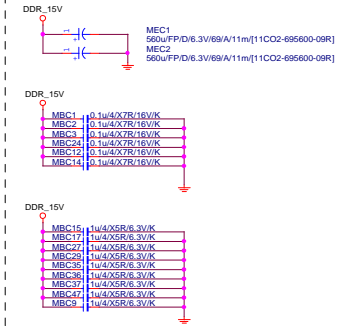 DDR_15V
1
MEC1
560u/FP/D/6.3V/69/A/11m/[11CO2-695600-09R]
1
MEC2
560u/FP/D/6.3V/69/A/11m/[11CO2-695600-09R]
DDR_15V
MBC1 0.1u/4/X7R/16V/K
MBC2 0.1u/4/X7R/16V/K
MBC3 0.1u/4/X7R/16V/K
MBC24 0.1u/4/X7R/16V/K
MBC12 0.1u/4/X7R/16V/K
MBC14 0.1u/4/X7R/16V/K
DDR_15V
MBC15 1u/4/X5R/6.3V/K
MBC17 1u/4/X5R/6.3V/K
MBC27 1u/4/X5R/6.3V/K
MBC29 1u/4/X5R/6.3V/K
MBC35 1u/4/X5R/6.3V/K
MBC36 1u/4/X5R/6.3V/K
MBC37 1u/4/X5R/6.3V/K
MBC47 1u/4/X5R/6.3V/K
MBC9 1u/4/X5R/6.3V/K